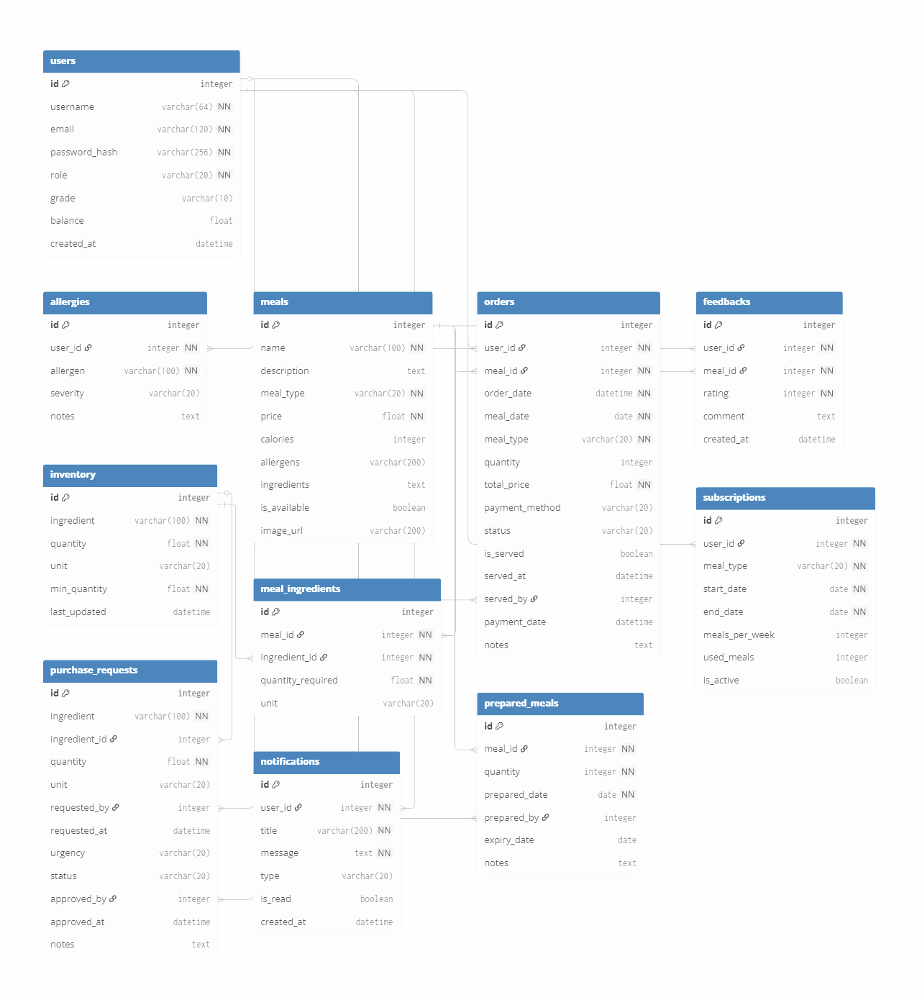 users
id integer
username varchar(64) NN
email varchar(120) NN
password_hash varchar(256) NN
role varchar(20) NN
grade varchar(10)
balance float
created_at datetime
allergies
id integer
user_id integer NN
allergen varchar(100) NN
severity varchar(20)
notes text
meals
id integer
name varchar(100) NN
description text
meal_type varchar(20) NN
price float NN
calories integer
allergens varchar(200)
ingredients text
is_available boolean
image_url varchar(200)
orders
id integer
user_id integer NN
meal_id integer NN
order_date datetime NN
meal_date date NN
meal_type varchar(20) NN
quantity integer
total_price float NN
payment_method varchar(20)
status varchar(20)
is_served boolean
served_at datetime
served_by integer
payment_date datetime
notes text
feedbacks
id integer
user_id integer NN
meal_id integer NN
rating integer NN
comment text
created_at datetime
inventory
id integer
ingredient varchar(100) NN
quantity float NN
unit varchar(20)
min_quantity float NN
last_updated datetime
subscriptions
id integer
user_id integer NN
meal_type varchar(20) NN
start_date date NN
end_date date NN
meals_per_week integer
used_meals integer
is_active boolean
meal_ingredients
id integer
meal_id integer NN
ingredient_id integer NN
quantity_required float NN
unit varchar(20)
purchase_requests
id integer
ingredient varchar(100) NN
ingredient_id integer
quantity float NN
unit varchar(20)
requested_by integer
requested_at datetime
urgency varchar(20)
status varchar(20)
approved_by integer
approved_at datetime
notes text
notifications
id integer
user_id integer NN
title varchar(200) NN
message text NN
type varchar(20)
is_read boolean
created_at datetime
prepared_meals
id integer
meal_id integer NN
quantity integer NN
prepared_date date NN
prepared_by integer
expiry_date date
notes text